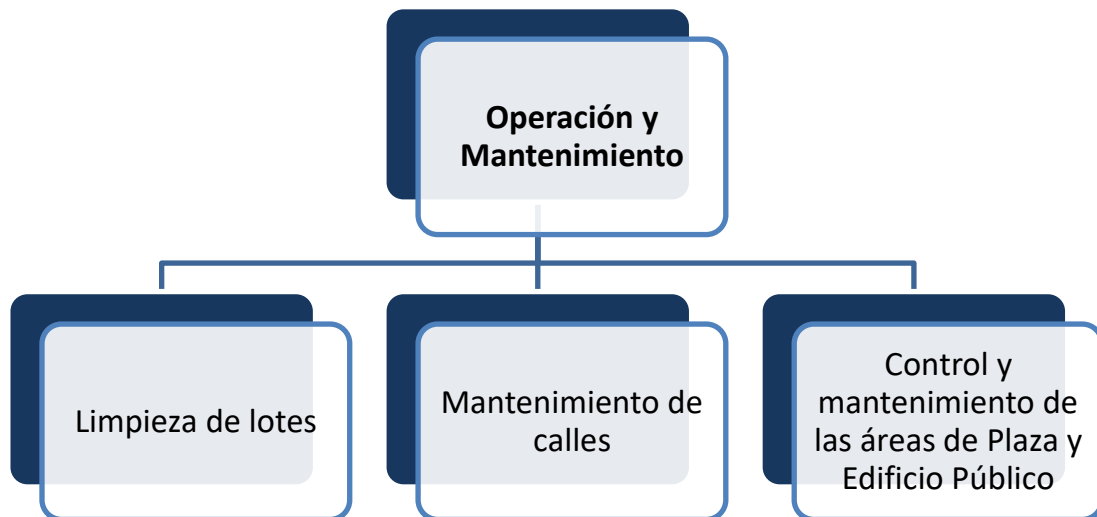 Operación y
Mantenimiento
Limpieza de lotes
Mantenimiento de
calles
Control y
mantenimiento de
las áreas de Plaza y
Edificio Público